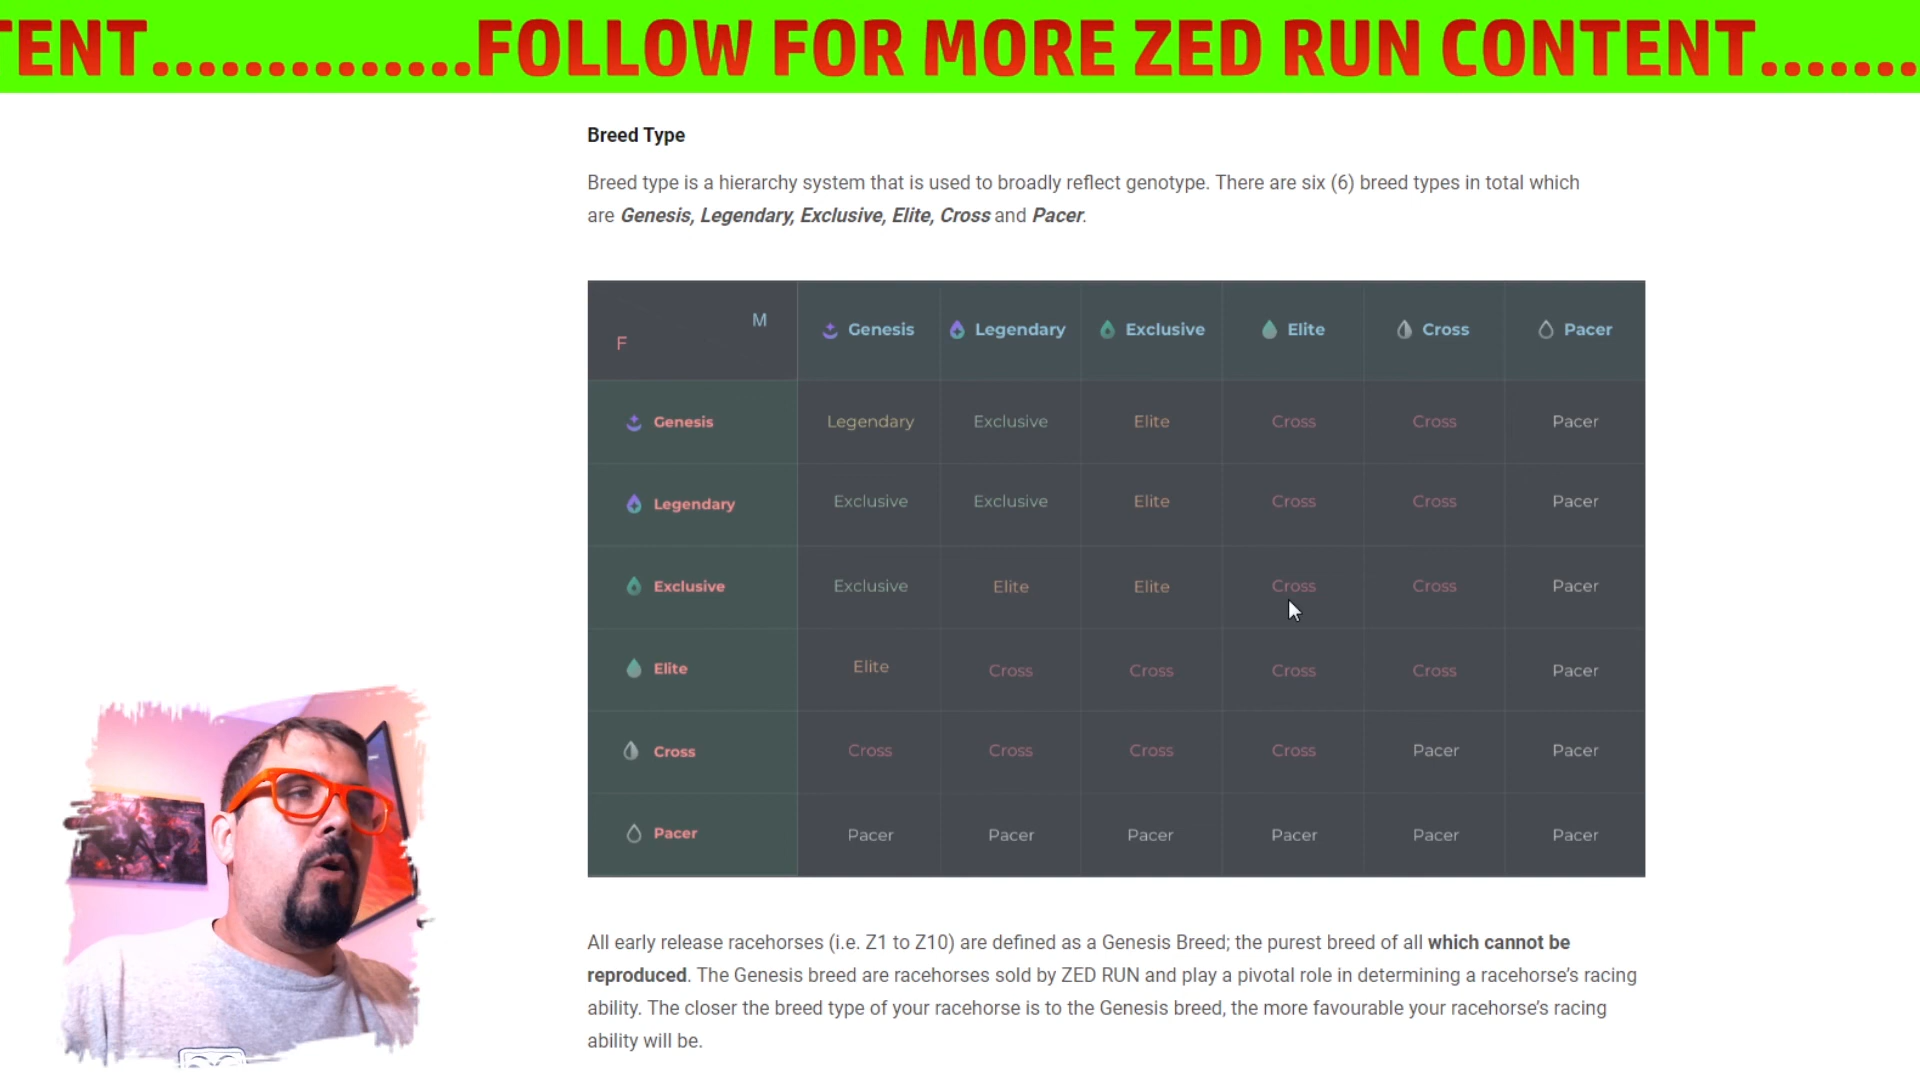 TENT..............FOLLOW FOR MORE ZED RUN CONTENT.......
Breed Type
Breed type is a hierarchy system that is used to broadly reflect genotype. There are six (6) breed types in total which
are Genesis, Legendary, Exclusive, Elite, Cross and Pacer.
M
F
Genesis Legendary Exclusive Elite Cross Pacer
Genesis Legendary Exclusive Elite Cross Cross Pacer
Legendary Exclusive Exclusive Elite Cross Cross Pacer
Exclusive Exclusive Elite Elite Cross Cross Pacer
Elite Elite Cross Cross Cross Cross Pacer
Cross Cross Cross Cross Cross Pacer Pacer
Pacer Pacer Pacer Pacer Pacer Pacer Pacer
All early release racehorses (i.e. Z1 to Z10) are defined as a Genesis Breed; the purest breed of all which cannot be
reproduced. The Genesis breed are racehorses sold by ZED RUN and play a pivotal role in determining a racehorse’s racing
ability. The closer the breed type of your racehorse is to the Genesis breed, the more favourable your racehorse’s racing
ability will be.